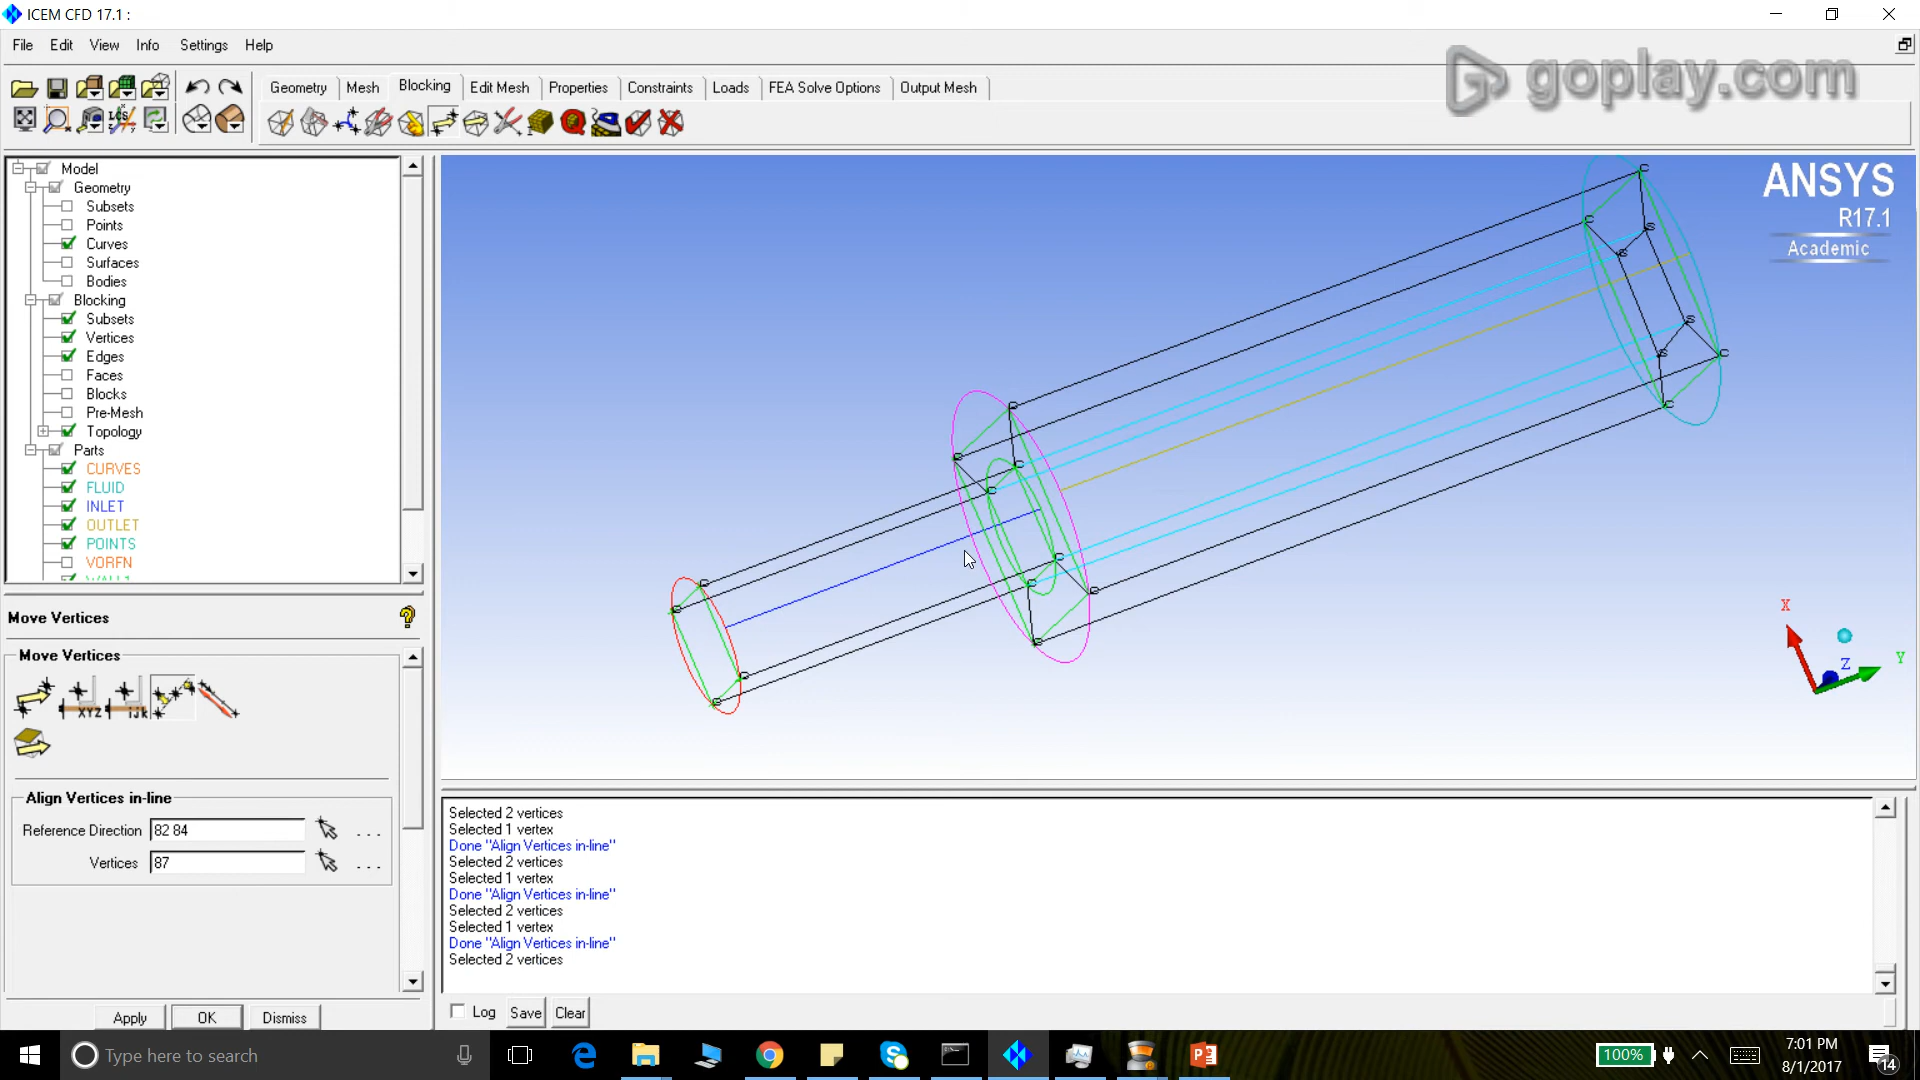 ICEM CFD 17.1 :
File Edit View Info Settings Help
goplay.com
Geometry Mesh Blocking Edit Mesh Properties Constraints Loads FEA Solve Options Output Mesh
LCS
Model
Geometry
Subsets
Points
Curves
Surfaces
Bodies
Blocking
Subsets
Vertices
Edges
Faces
Blocks
Pre-Mesh
Topology
Parts
CURVES
FLUID
INLET
OUTLET
POINTS
VORFN
ANSYS
R17.1
Academic
X
Y
Z
Move Vertices
Move Vertices
XYZ ijk
Align Vertices in-line
Reference Direction 82 84 ...
Vertices 87 ...
Apply OK Dismiss
Selected 2 vertices
Selected 1 vertex
Done "Align Vertices in-line"
Selected 2 vertices
Selected 1 vertex
Done "Align Vertices in-line"
Selected 2 vertices
Selected 1 vertex
Done "Align Vertices in-line"
Selected 2 vertices
Log Save Clear
Type here to search
100%
7:01 PM
8/1/2017
14